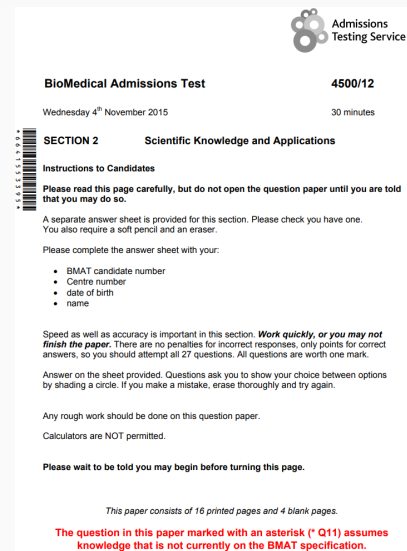 Admissions
Testing Service
BioMedical Admissions Test
4500/12
Wednesday 4th November 2015
30 minutes
SECTION 2
Scientific Knowledge and Applications
Instructions to Candidates
Please read this page carefully, but do not open the question paper until you are told
that you may do so.
A separate answer sheet is provided for this section. Please check you have one.
You also require a soft pencil and an eraser.
Please complete the answer sheet with your:
• BMAT candidate number
• Centre number
• date of birth
• name
Speed as well as accuracy is important in this section. Work quickly, or you may not
finish the paper. There are no penalties for incorrect responses, only points for correct
answers, so you should attempt all 27 questions. All questions are worth one mark.
Answer on the sheet provided. Questions ask you to show your choice between options
by shading a circle. If you make a mistake, erase thoroughly and try again.
Any rough work should be done on this question paper.
Calculators are NOT permitted.
Please wait to be told you may begin before turning this page.
This paper consists of 16 printed pages and 4 blank pages.
The question in this paper marked with an asterisk (* Q11) assumes
knowledge that is not currently on the BMAT specification.